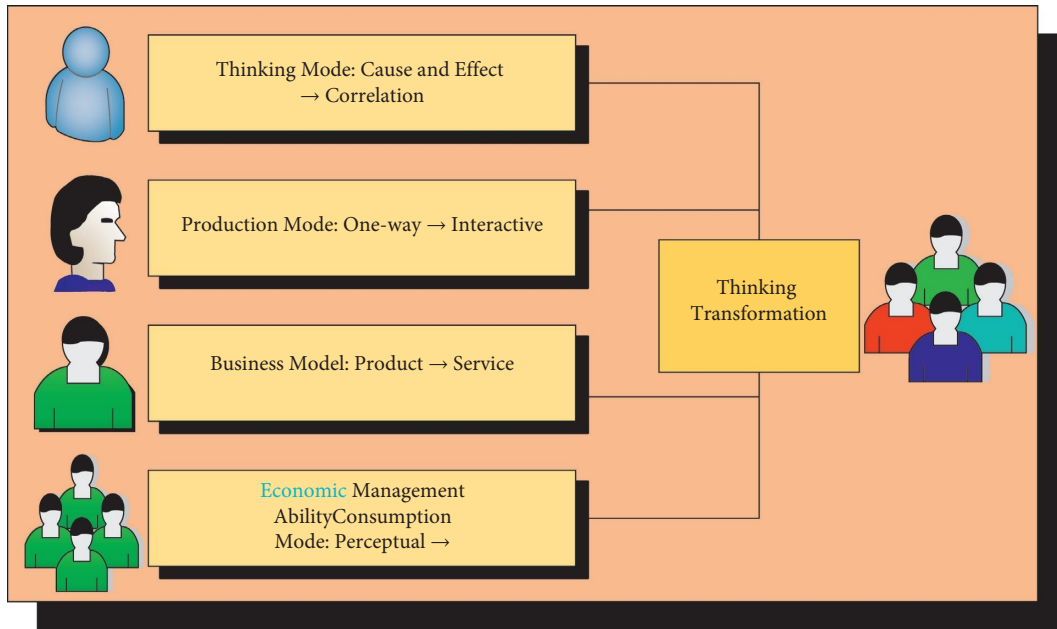 Thinking Mode: Cause and Effect
→ Correlation
Production Mode: One-way → Interactive
Thinking
Transformation
Business Model: Product → Service
Economic Management
AbilityConsumption
Mode: Perceptual →